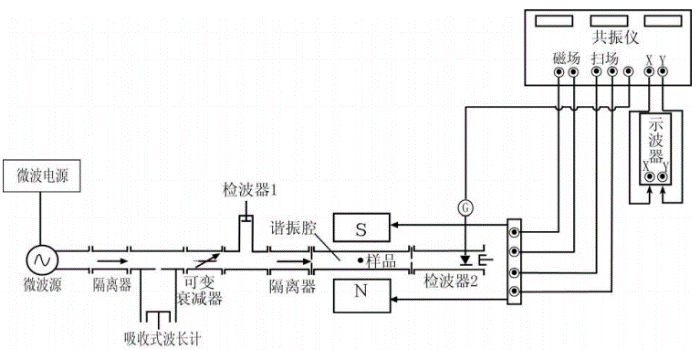 共振仪
磁场 扫场 X Y
示波器
X Y
微波电源
检波器1
G
谐振腔
S
样品
微波源
隔离器
可变
衰减器
隔离器
N
检波器2
吸收式波长计